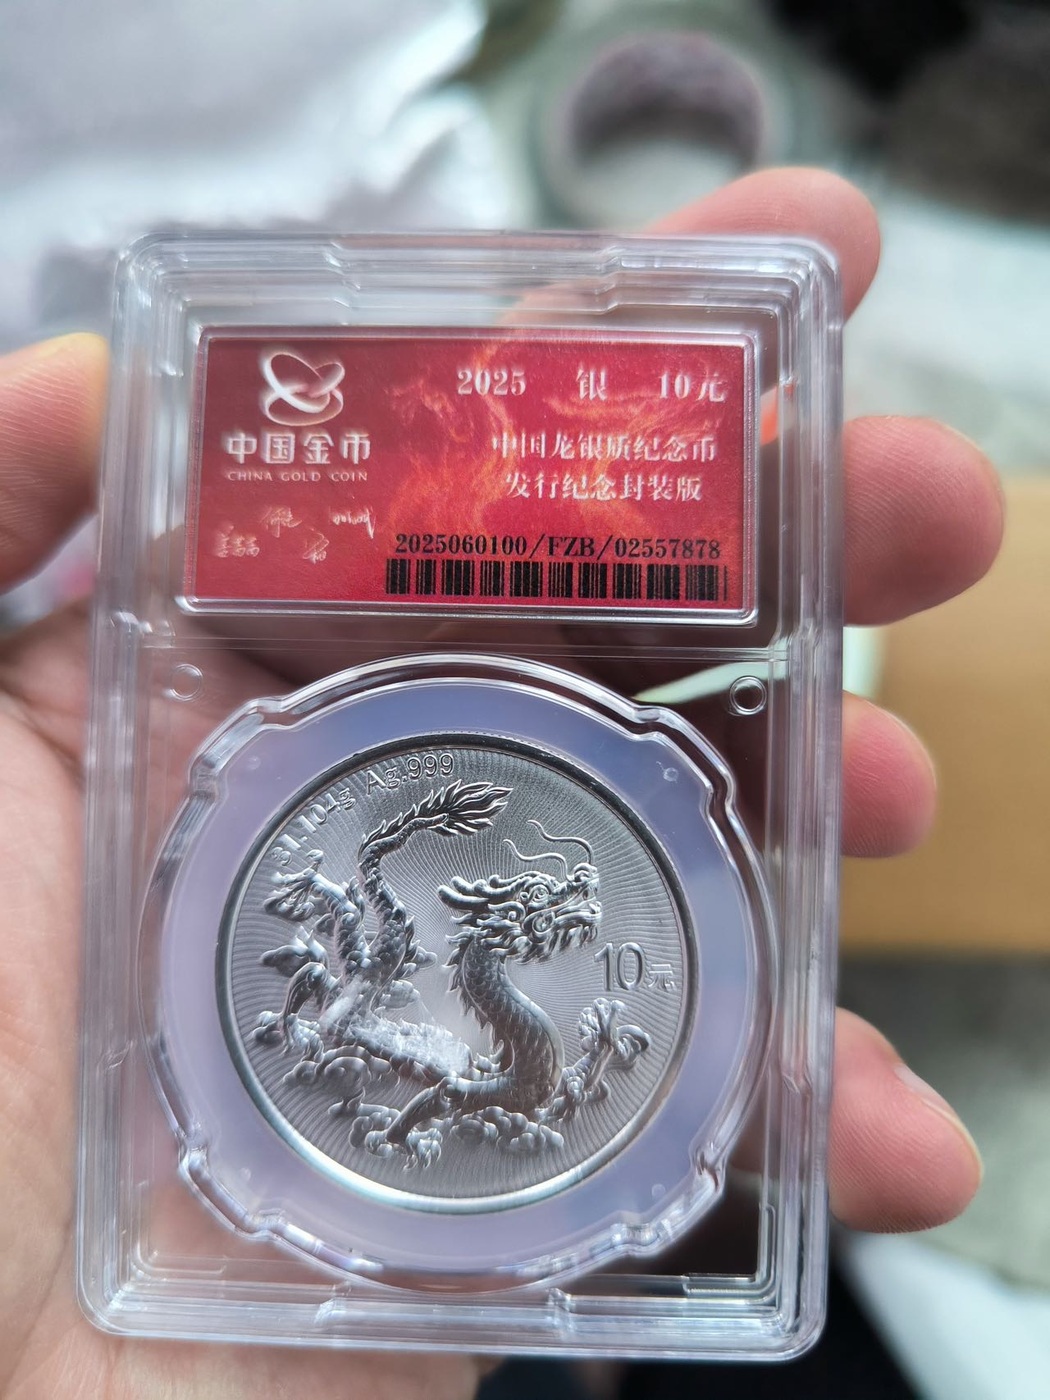 中国金币
CHINA GOLD COIN
2025 银 10元
中国龙银质纪念币
发行纪念封装版
2025060100/FZB/02557878
31.104g Ag.999
10元